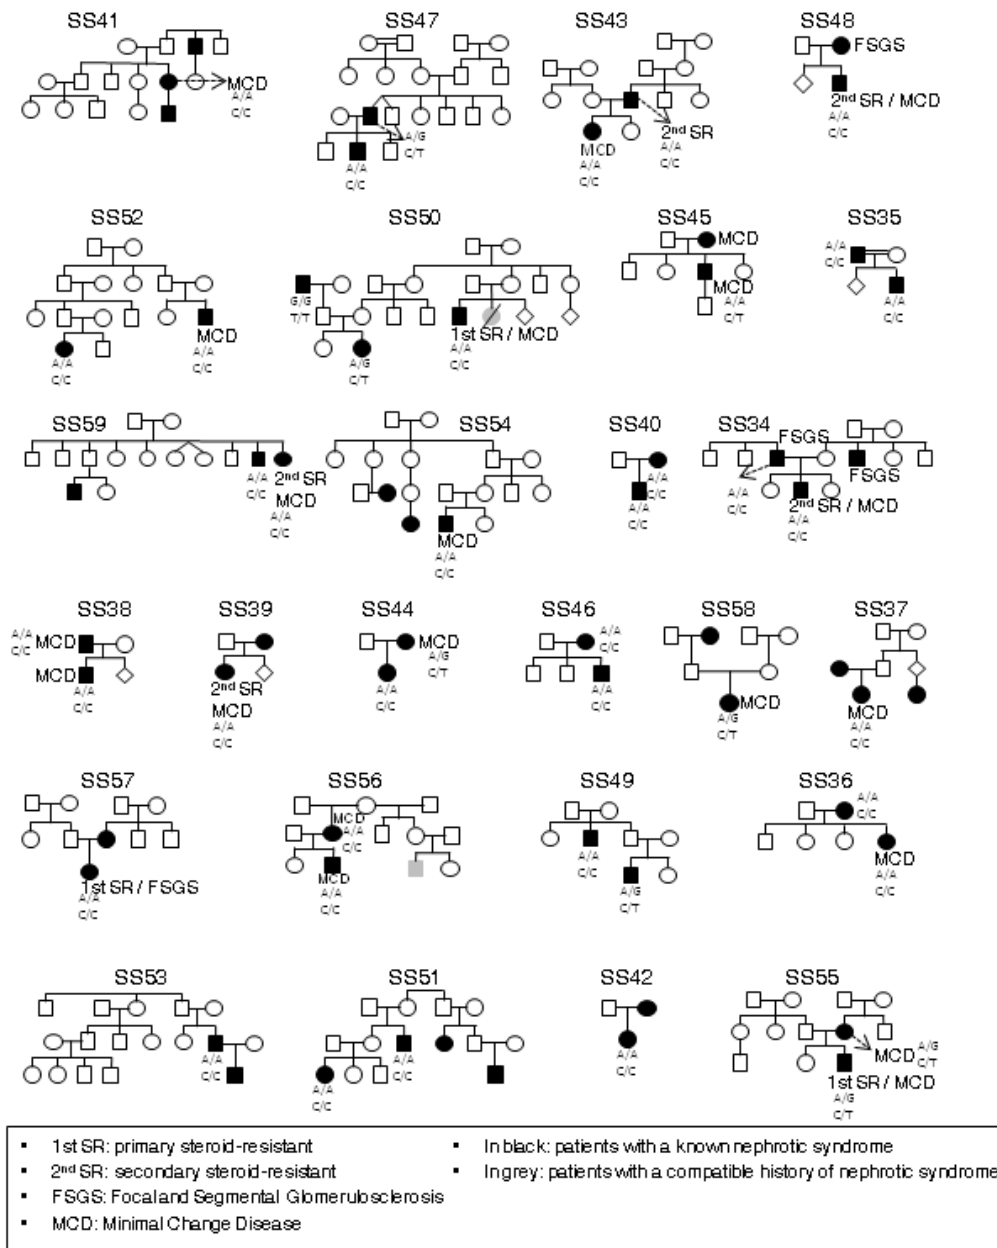 SS41
SS47
SS43
SS48
MCD
A/A
C/C
A/G
C/T
A/A
C/C
MCD
A/A
C/C
2nd SR
A/A
C/C
FSGS
2nd SR / MCD
A/A
C/C
SS52
SS50
SS45
SS35
A/A
C/C
MCD
A/A
C/C
G/G
T/T
A/G
C/T
1st SR / MCD
A/A
C/C
MCD
MCD
A/A
C/T
A/A
C/C
A/A
C/C
SS59
SS54
SS40
SS34
A/A
C/C
2nd SR
MCD
A/A
C/C
MCD
A/A
C/C
A/A
C/C
A/A
C/C
FSGS
FSGS
A/A
C/C
2nd SR / MCD
A/A
C/C
SS38
SS39
SS44
SS46
SS58
SS37
A/A
C/C
MCD
MCD
A/A
C/C
2nd SR
MCD
A/A
C/C
MCD
A/G
C/T
A/A
C/C
A/A
C/C
A/A
C/C
MCD
A/G
C/T
MCD
A/A
C/C
SS57
SS56
SS49
SS36
1st SR / FSGS
A/A
C/C
MCD
A/A
C/C
MCD
A/A
C/C
A/A
C/C
A/G
C/T
A/A
C/C
MCD
A/A
C/C
SS53
SS51
SS42
SS55
A/A
C/C
A/A
C/C
A/A
C/C
A/A
C/C
MCD
A/G
C/T
1st SR / MCD
A/G
C/T
▪ 1st SR: primary steroid-resistant
▪ 2nd SR: secondary steroid-resistant
▪ FSGS: Focal and Segmental Glomerulosclerosis
▪ MCD: Minimal Change Disease
▪ In black: patients with a known nephrotic syndrome
▪ In grey: patients with a compatible history of nephrotic syndrome